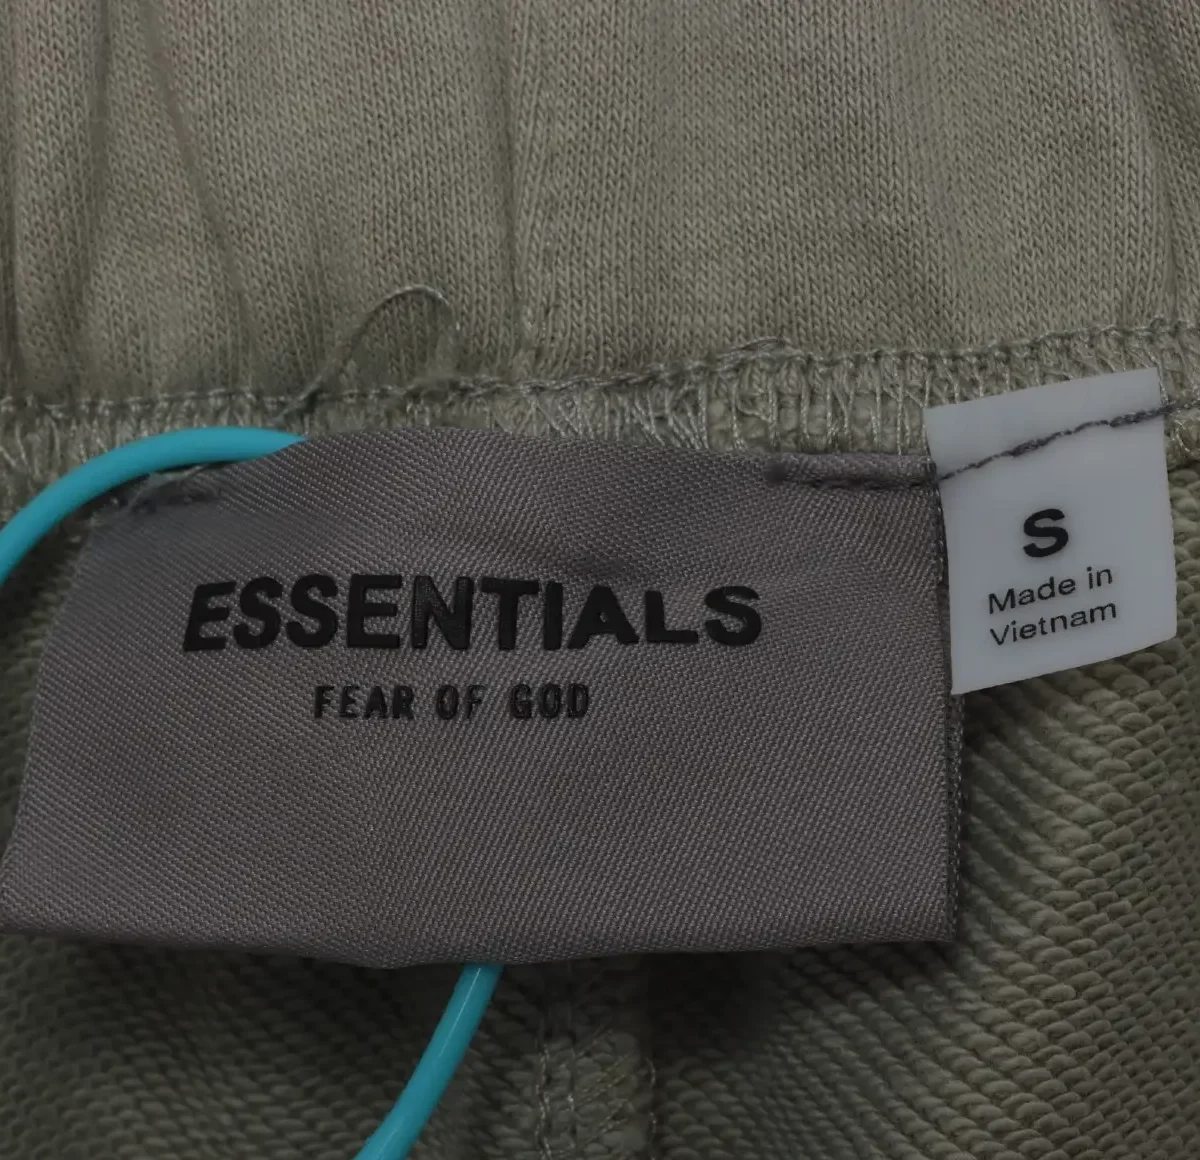 ESSENTIALS
FEAR OF GOD
S
Made in
Vietnam